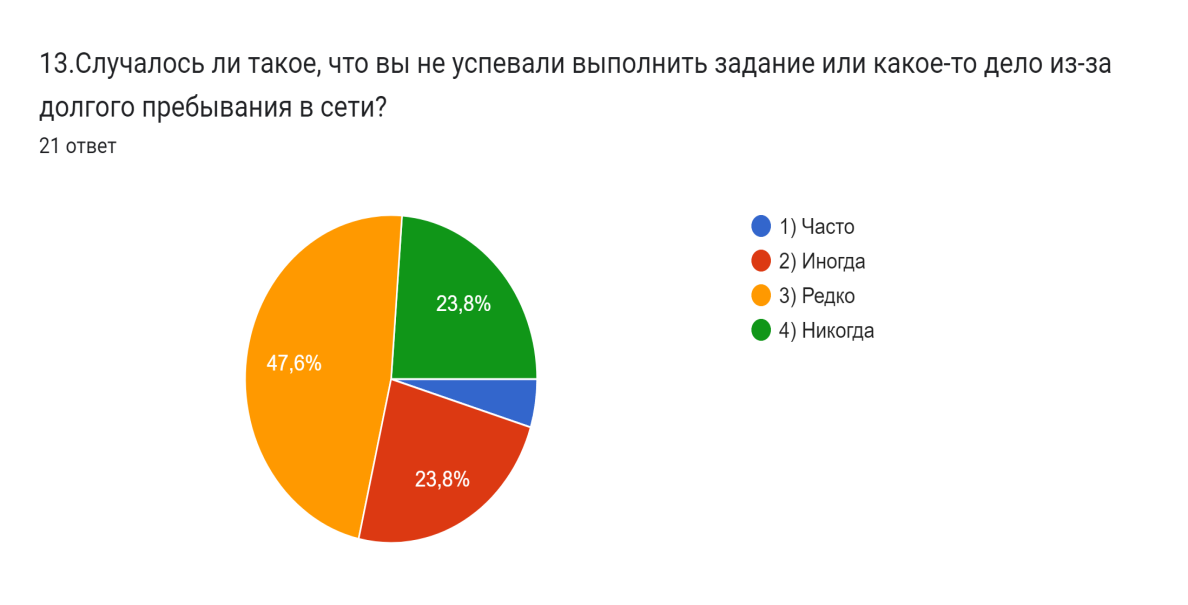 13.Случалось ли такое, что вы не успевали выполнить задание или какое-то дело из-за
долгого пребывания в сети?
21 ответ
1) Часто
2) Иногда
3) Редко
4) Никогда
23,8%
47,6%
23,8%